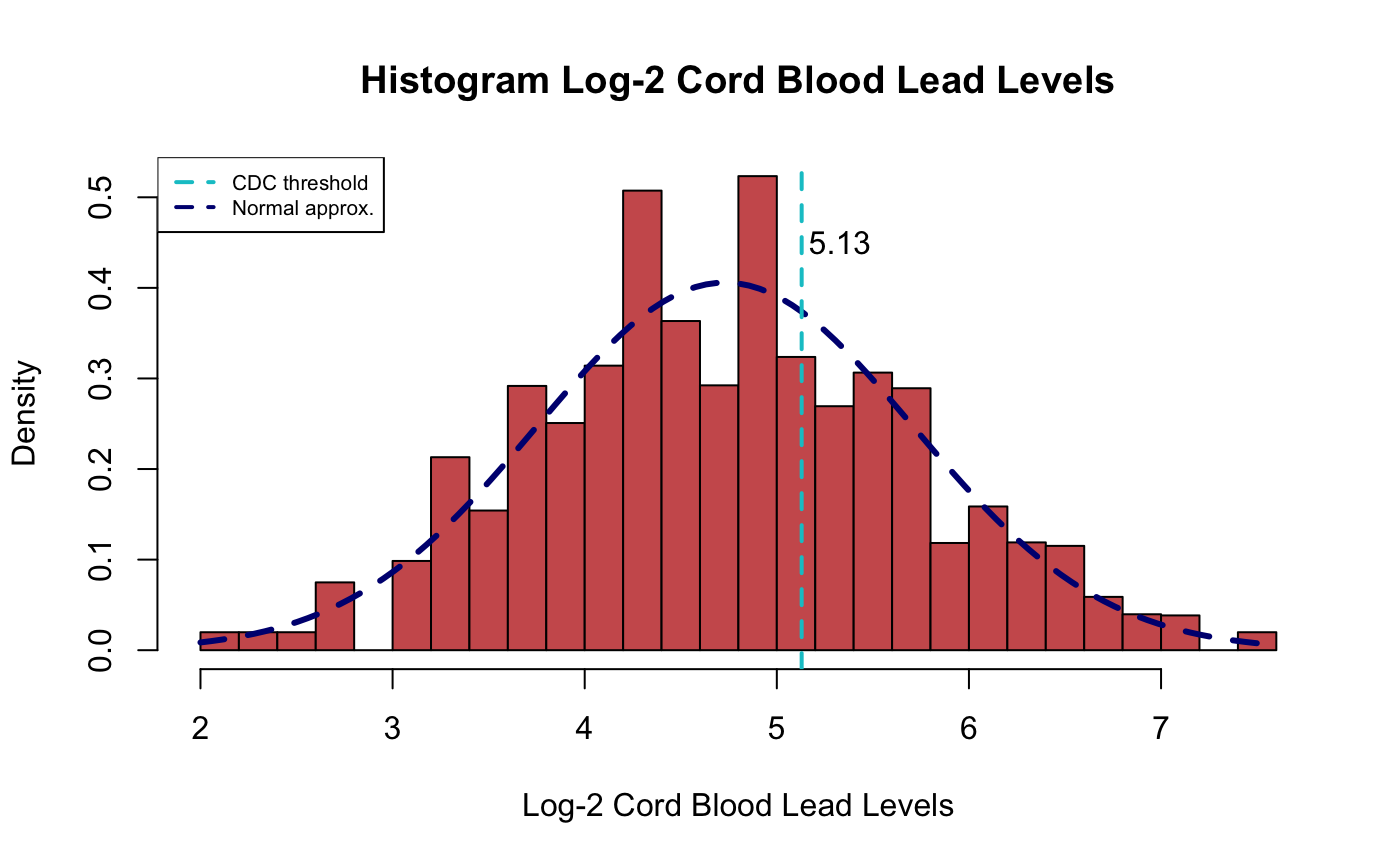 Histogram Log-2 Cord Blood Lead Levels
CDC threshold
Normal approx.
5.13
Density
0.5
0.4
0.3
0.2
0.1
0.0
2 3 4 5 6 7
Log-2 Cord Blood Lead Levels